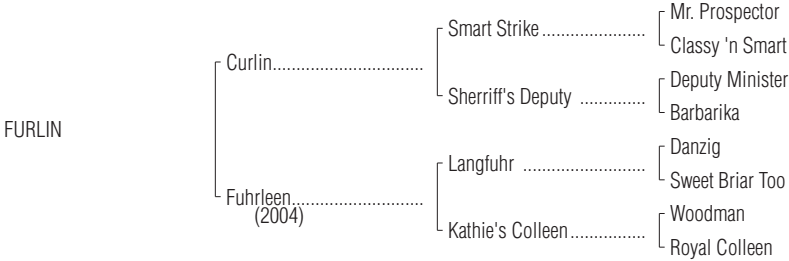 Mr. Prospector
Smart Strike ......................
Classy 'n Smart
Curlin...............................
Deputy Minister
Sherriff's Deputy ..............
Barbarika
FURLIN
Danzig
Langfuhr ..........................
Sweet Briar Too
Fuhrleen...........................
(2004)
Woodman
Kathie's Colleen................
Royal Colleen